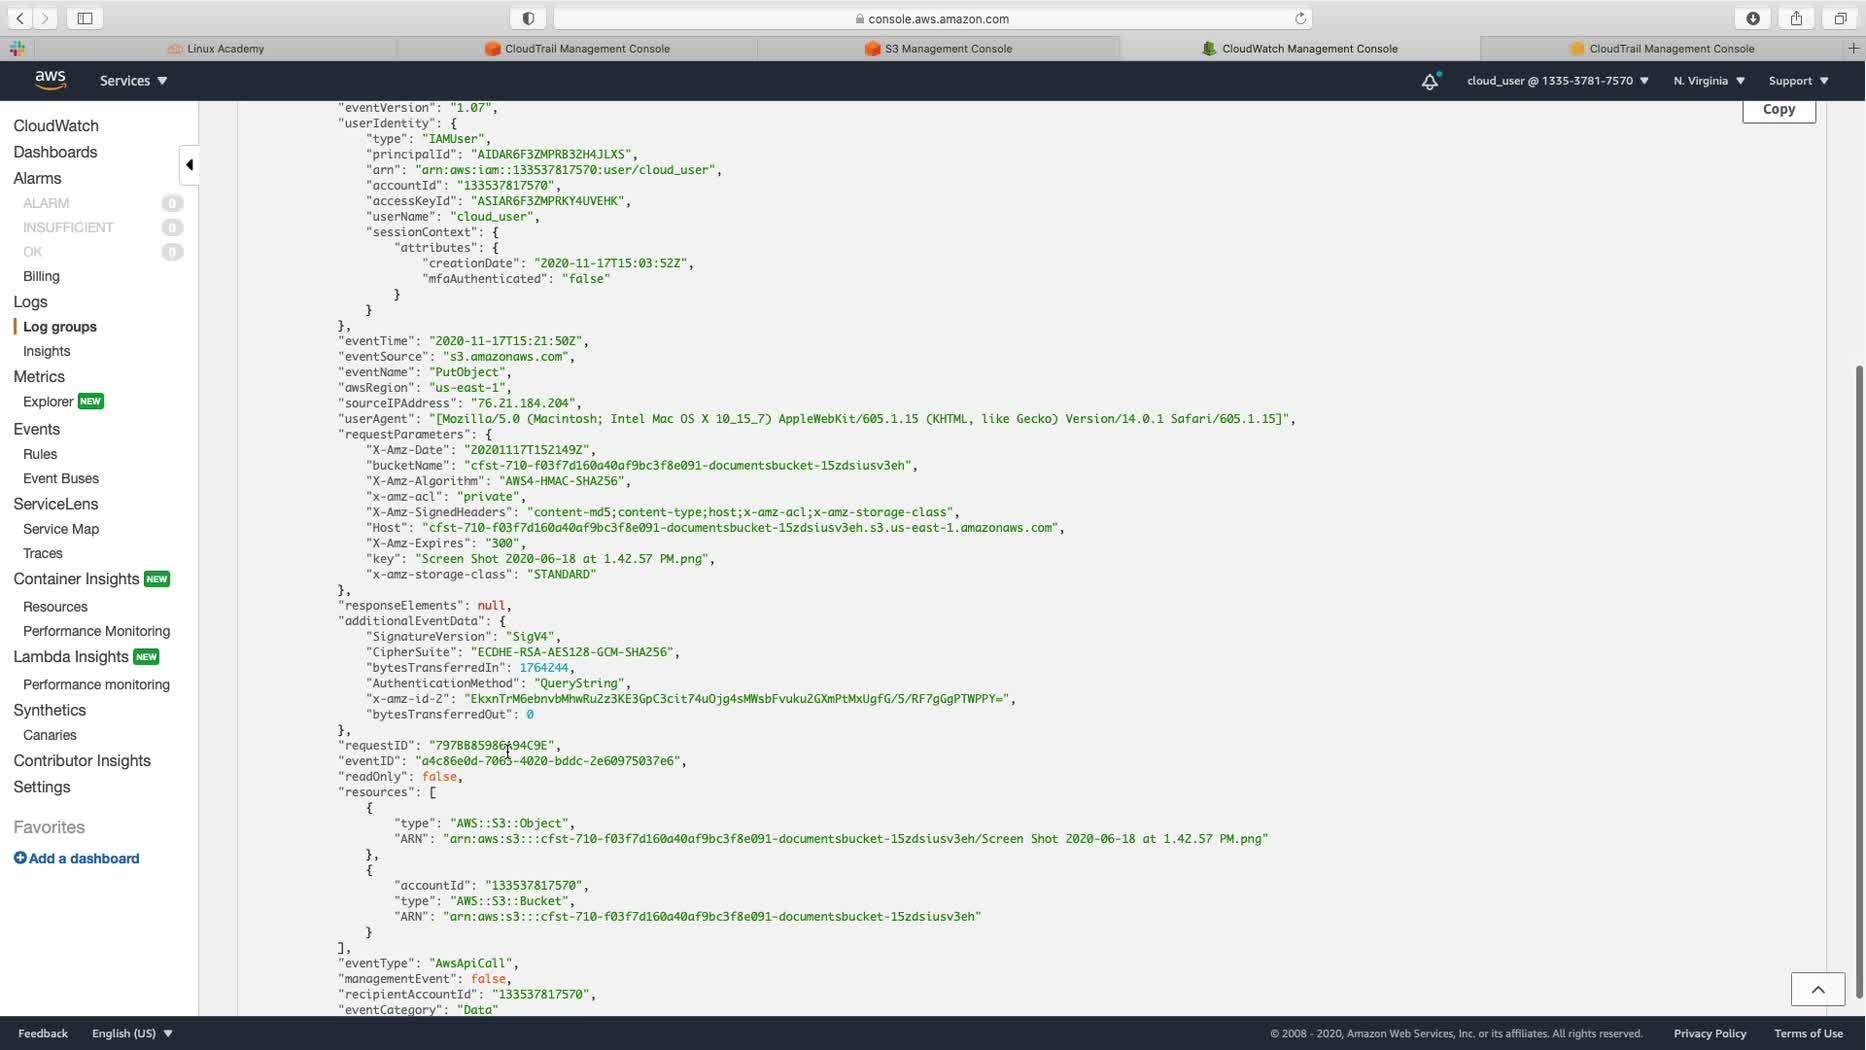 console.aws.amazon.com
Linux Academy
CloudTrail Management Console
S3 Management Console
CloudWatch Management Console
CloudTrail Management Console
aws
Services
cloud_user @ 1335-3781-7570
N. Virginia
Support
CloudWatch
Dashboards
Alarms
ALARM 0
INSUFFICIENT 0
OK 0
Billing
Logs
Log groups
Insights
Metrics
Explorer NEW
Events
Rules
Event Buses
ServiceLens
Service Map
Traces
Container Insights NEW
Resources
Performance Monitoring
Lambda Insights NEW
Performance monitoring
Synthetics
Canaries
Contributor Insights
Settings
Favorites
Add a dashboard
Copy
"eventVersion": "1.07",
"userIdentity": {
"type": "IAMUser",
"principalId": "AIDAR6F3ZMPRB3ZH4JLXS",
"arn": "arn:aws:iam::133537817570:user/cloud_user",
"accountId": "133537817570",
"accessKeyId": "ASIAR6F3ZMPRKY4UVEHK",
"userName": "cloud_user",
"sessionContext": {
"attributes": {
"creationDate": "2020-11-17T15:03:52Z",
"mfaAuthenticated": "false"
}
}
},
"eventTime": "2020-11-17T15:21:50Z",
"eventSource": "s3.amazonaws.com",
"eventName": "PutObject",
"awsRegion": "us-east-1",
"sourceIPAddress": "76.21.184.204",
"userAgent": "[Mozilla/5.0 (Macintosh; Intel Mac OS X 10_15_7) AppleWebKit/605.1.15 (KHTML, like Gecko) Version/14.0.1 Safari/605.1.15]",
"requestParameters": {
"X-Amz-Date": "20201117T152149Z",
"bucketName": "cfst-710-f03f7d160a40af9bc3f8e091-documentsbucket-15zdsiusv3eh",
"X-Amz-Algorithm": "AWS4-HMAC-SHA256",
"x-amz-acl": "private",
"X-Amz-SignedHeaders": "content-md5;content-type;host;x-amz-acl;x-amz-storage-class",
"Host": "cfst-710-f03f7d160a40af9bc3f8e091-documentsbucket-15zdsiusv3eh.s3.us-east-1.amazonaws.com",
"X-Amz-Expires": "300",
"key": "Screen Shot 2020-06-18 at 1.42.57 PM.png",
"x-amz-storage-class": "STANDARD"
},
"responseElements": null,
"additionalEventData": {
"SignatureVersion": "SigV4",
"CipherSuite": "ECDHE-RSA-AES128-GCM-SHA256",
"bytesTransferredIn": 1764244,
"AuthenticationMethod": "QueryString",
"x-amz-id-2": "EkxnTrM6ebnvbMhwRu2z3KE3GpC3cit74uOjg4sMWsbFvuku2GXmPtMxUgfG/5/RF7gGgPTWPPY=",
"bytesTransferredOut": 0
},
"requestID":
"eventID": "a4c86e0d-7065-4020-bddc-2e60975037e6",
"readOnly": false,
"resources": [
{
"type": "AWS::S3::Object",
"ARN": "arn:aws:s3:::cfst-710-f03f7d160a40af9bc3f8e091-documentsbucket-15zdsiusv3eh/Screen Shot 2020-06-18 at 1.42.57 PM.png"
},
{
"accountId": "133537817570",
"type": "AWS::S3::Bucket",
"ARN": "arn:aws:s3:::cfst-710-f03f7d160a40af9bc3f8e091-documentsbucket-15zdsiusv3eh"
}
],
"eventType": "AwsApiCall",
"managementEvent": false,
"recipientAccountId": "133537817570",
"eventCategory": "Data"
Feedback
English (US)
© 2008 - 2020, Amazon Web Services, Inc. or its affiliates. All rights reserved.
Privacy Policy
Terms of Use